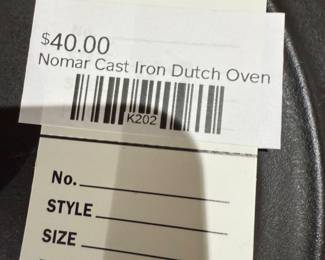 $40.00
Nomar Cast Iron Dutch Oven
K202
No.
STYLE
SIZE